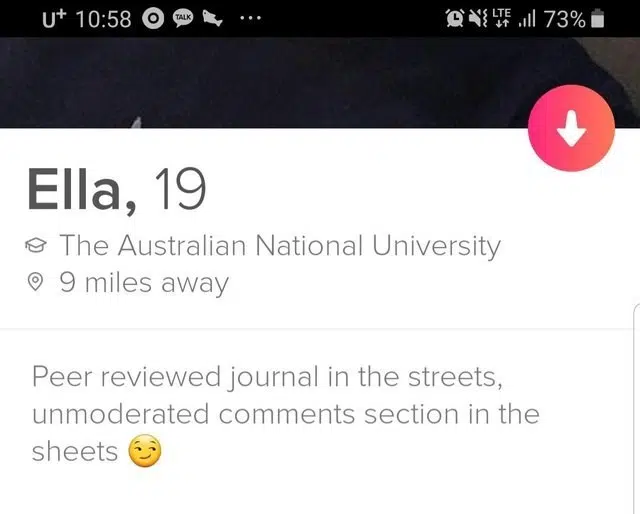 U+ 10:58 TALK ... LTE 73%
Ella, 19
The Australian National University
9 miles away
Peer reviewed journal in the streets,
unmoderated comments section in the
sheets 😏